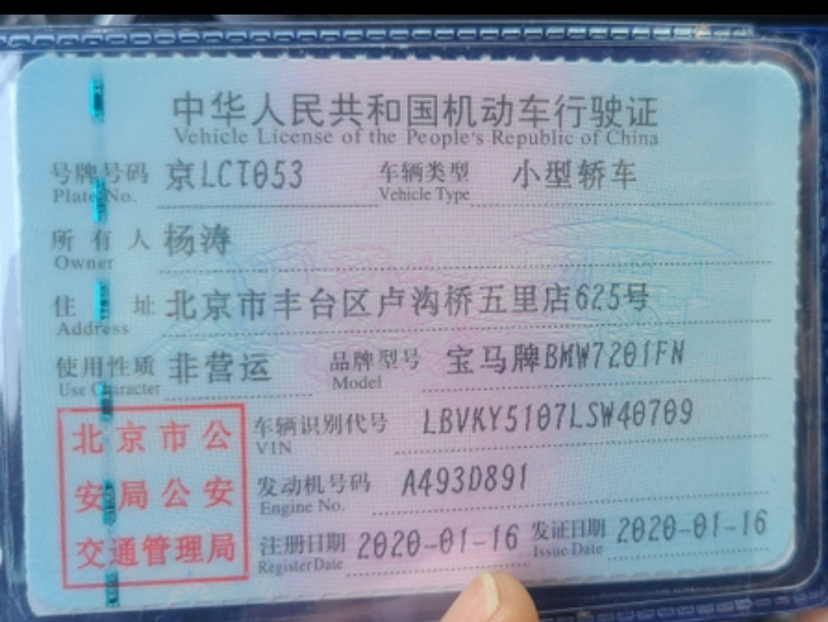 中华人民共和国机动车行驶证
Vehicle License of the People's Republic of China
号牌号码 京LCT053 车辆类型 小型轿车
Plate No. Vehicle Type
所有人 杨涛
Owner
住址 北京市丰台区卢沟桥五里店625号
Address
使用性质 非营运 品牌型号 宝马牌BMW7201FN
Use Character Model
北京市公 车辆识别代号 LBVKY5107LSW40709
VIN
安局公安 发动机号码 A493D891
Engine No.
交通管理局 注册日期 2020-01-16 发证日期 2020-01-16
Register Date Issue Date